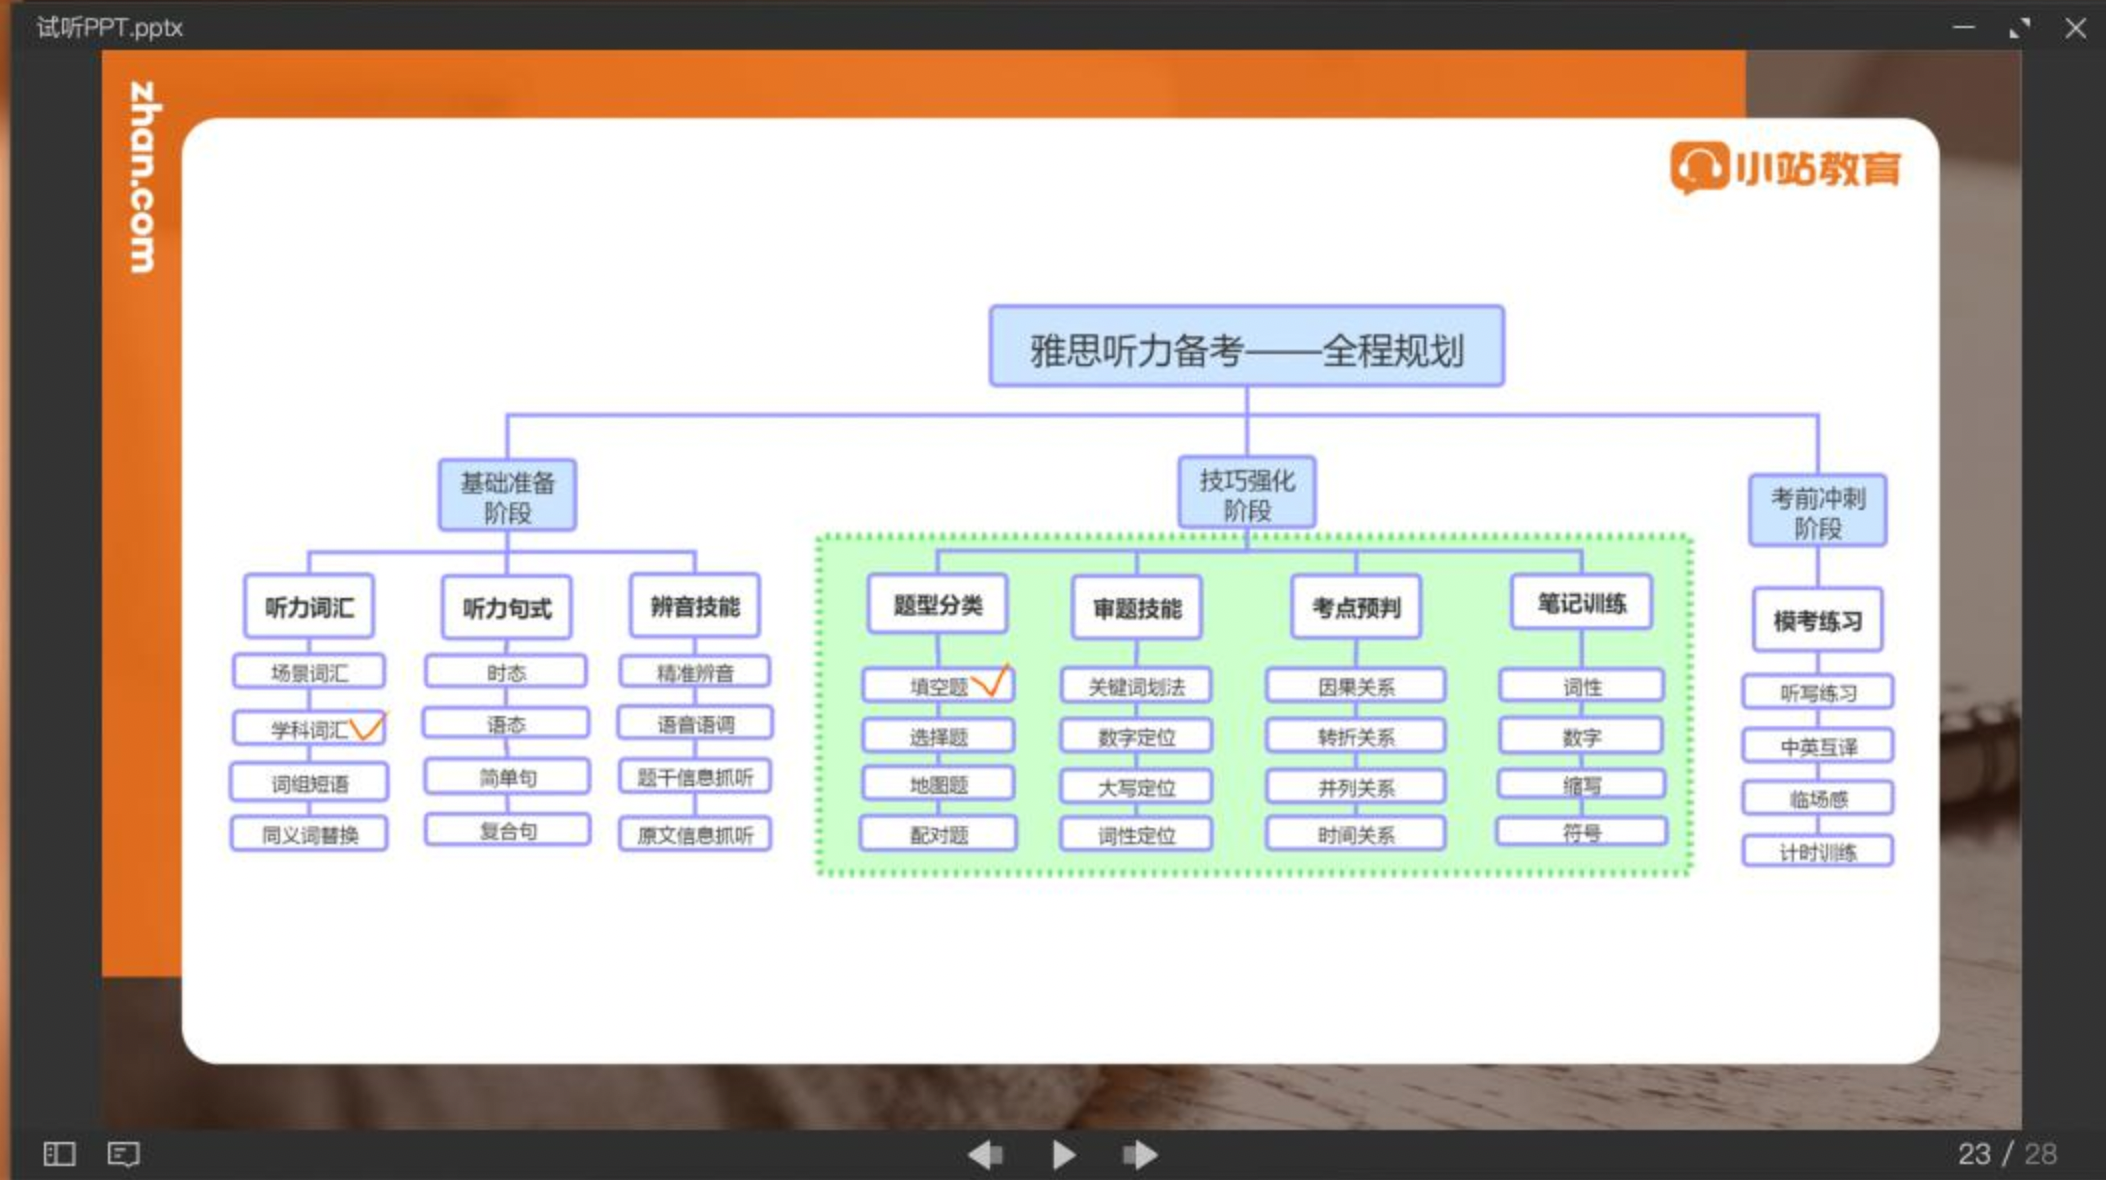 试听PPT.pptx
zhan.com
小站教育
雅思听力备考——全程规划
基础准备
阶段
技巧强化
阶段
考前冲刺
阶段
听力词汇
场景词汇
学科词汇
词组短语
同义词替换
听力句式
时态
语态
简单句
复合句
辨音技能
精准辨音
语音语调
题干信息抓听
原文信息抓听
题型分类
填空题
选择题
地图题
配对题
审题技能
关键词划法
数字定位
大写定位
词性定位
考点预判
因果关系
转折关系
并列关系
时间关系
笔记训练
词性
数字
缩写
符号
模考练习
听写练习
中英互译
临场感
计时训练
23 / 28